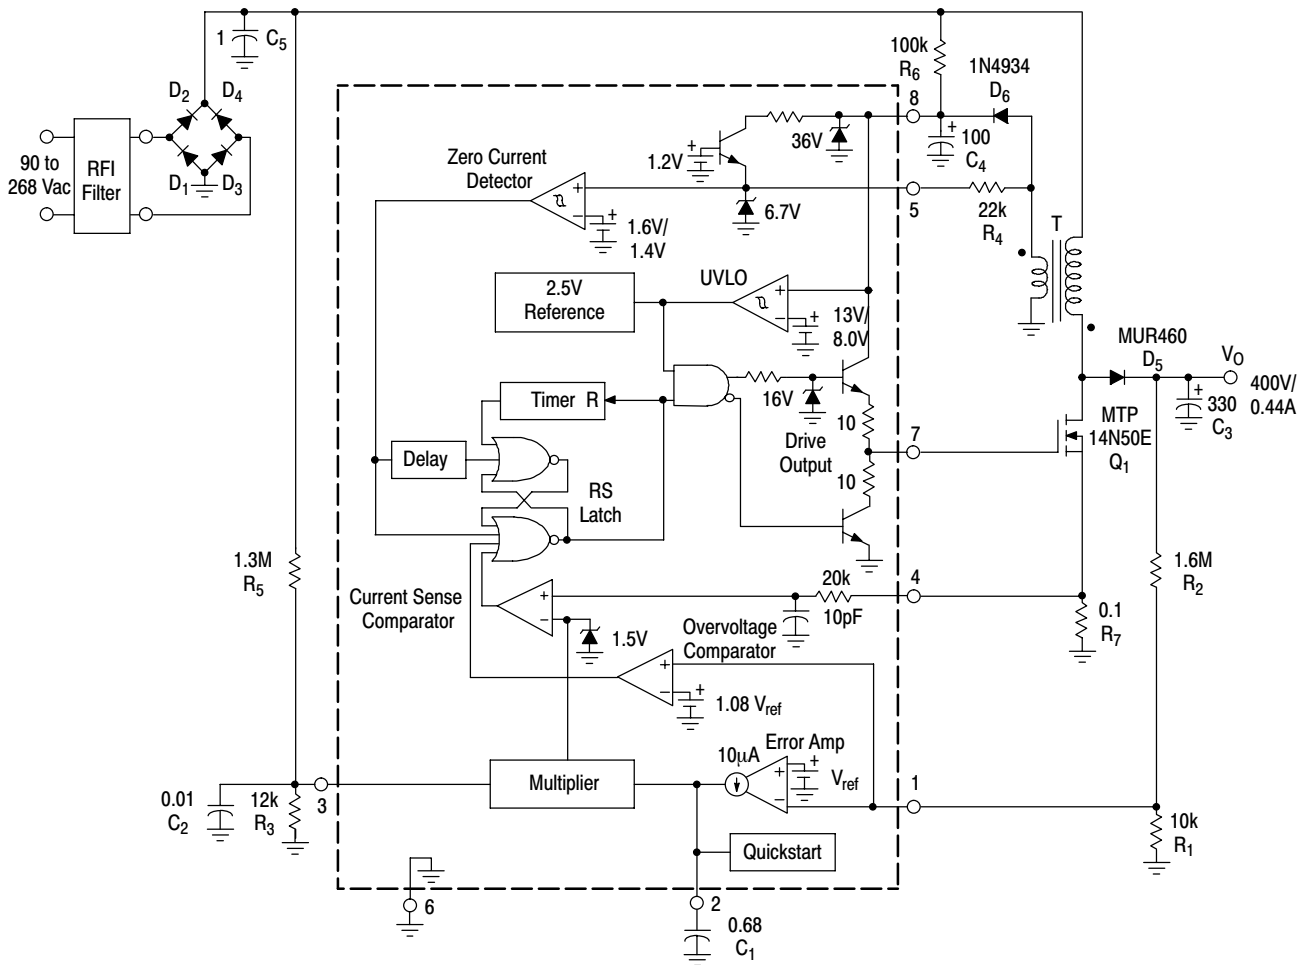 1 C5
D2 D4
90 to
268 Vac
RFI
Filter
D1 D3
100k
R6
1N4934
D6
8
36V
1.2V
100
C4
Zero Current
Detector
6.7V
5
22k
R4
T
1.6V/
1.4V
2.5V
Reference
UVLO
13V/
8.0V
MUR460
D5
VO
400V/
0.44A
330
C3
Timer R
16V
10
Drive
Output
10
7
MTP
14N50E
Q1
Delay
RS
Latch
1.3M
R5
1.6M
R2
Current Sense
Comparator
20k
10pF
4
0.1
R7
1.5V
Overvoltage
Comparator
1.08 Vref
Error Amp
10µA
Vref
Multiplier
1
3
0.01
C2
12k
R3
10k
R1
Quickstart
6
2
0.68
C1